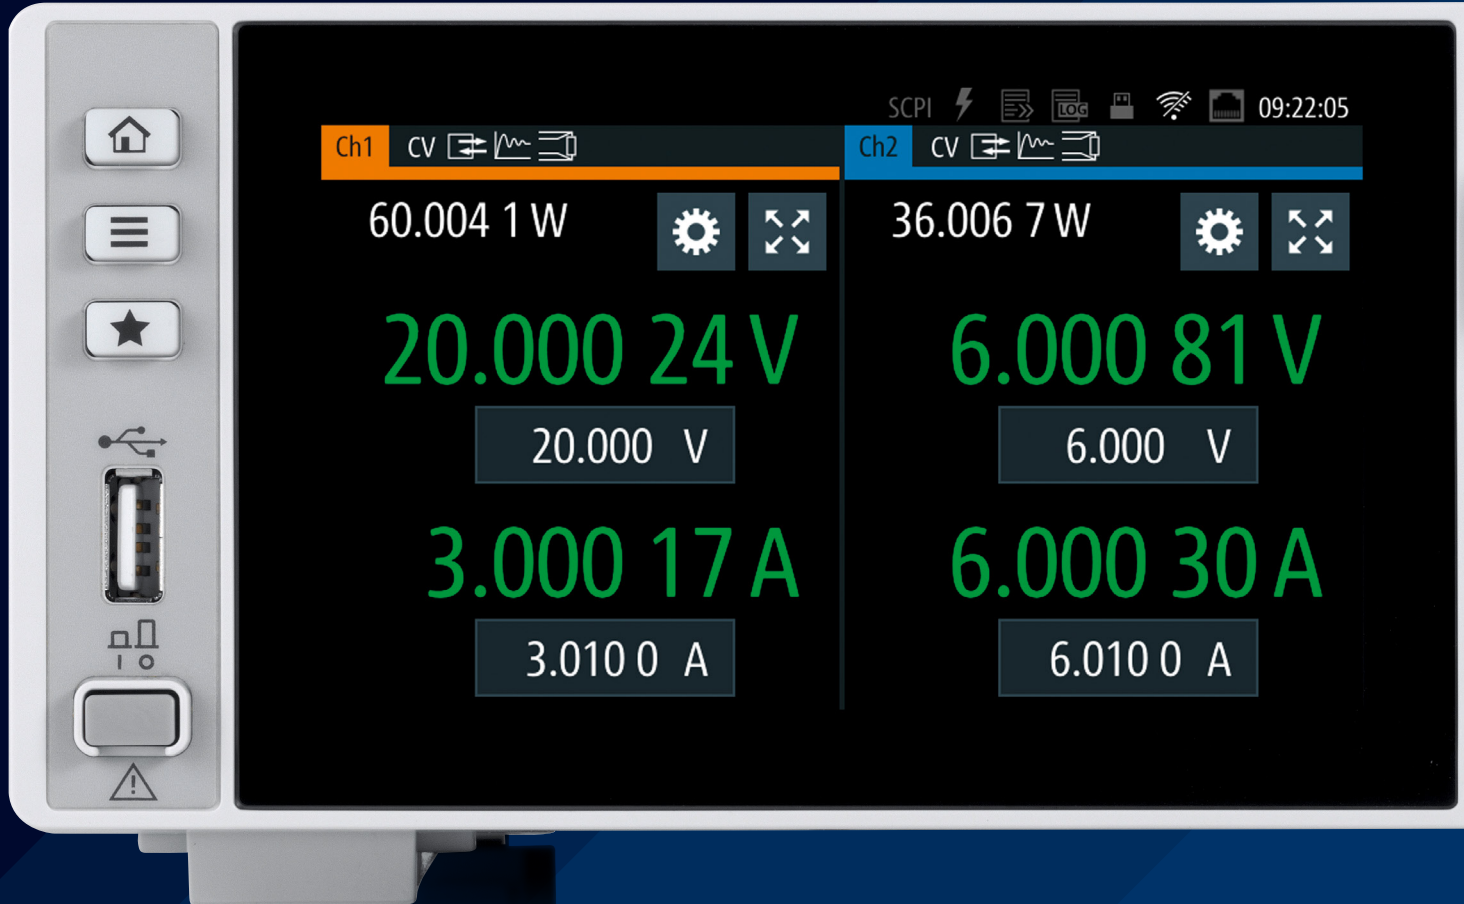 SCPI LOG 09:22:05
Ch1 CV
Ch2 CV
60.004 1 W
36.006 7 W
20.000 24 V
6.000 81 V
20.000 V
6.000 V
3.000 17 A
6.000 30 A
3.010 0 A
6.010 0 A